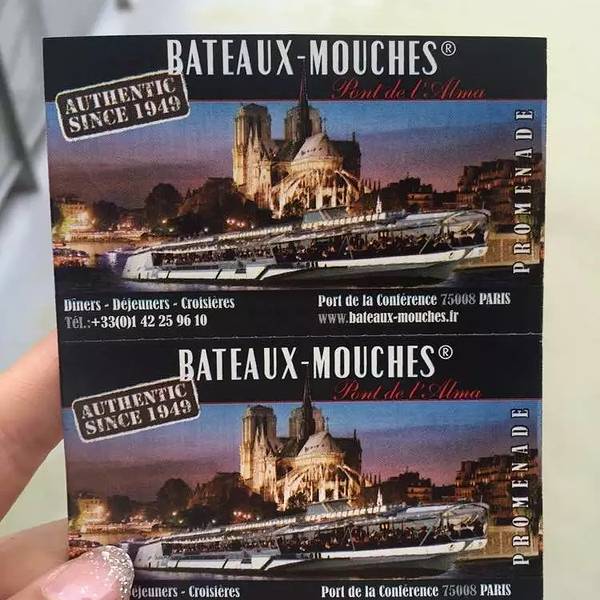 BATEAUX-MOUCHES®
Pont de l'Alma
AUTHENTIC
SINCE 1949
PROMENADE
Dîners - Déjeuners - Croisières
Tél.:+33(0)1 42 25 96 10
Port de la Conférence 75008 PARIS
www.bateaux-mouches.fr
BATEAUX-MOUCHES®
Pont de l'Alma
AUTHENTIC
SINCE 1949
PROMENADE
éjeuners - Croisières
Port de la Conférence 75008 PARIS